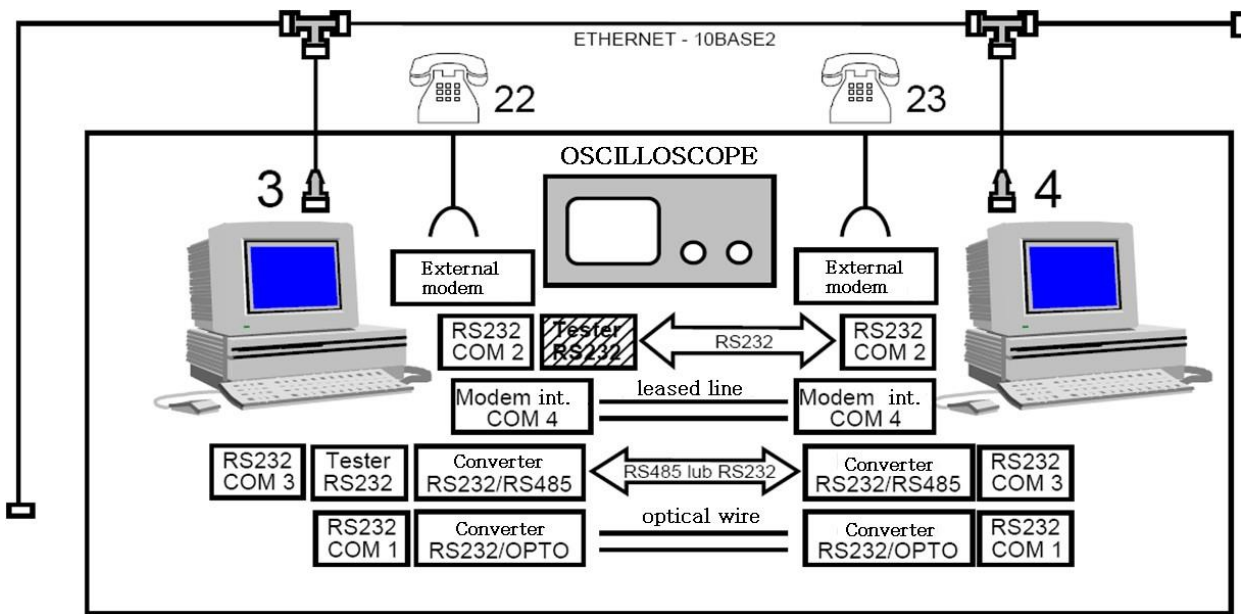 ETHERNET - 10BASE2
22
23
OSCILLOSCOPE
3
4
External
modem
External
modem
RS232
COM 2
Tester
RS232
RS232
RS232
COM 2
Modem int.
COM 4
leased line
Modem int.
COM 4
RS232
COM 3
Tester
RS232
Converter
RS232/RS485
RS485 lub RS232
Converter
RS232/RS485
RS232
COM 3
RS232
COM 1
Converter
RS232/OPTO
optical wire
Converter
RS232/OPTO
RS232
COM 1